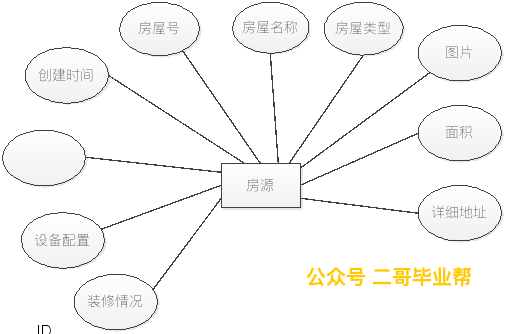 房屋号
房屋名称
房屋类型
图片
创建时间
面积
房源
详细地址
设备配置
公众号 二哥毕业帮
装修情况
ID